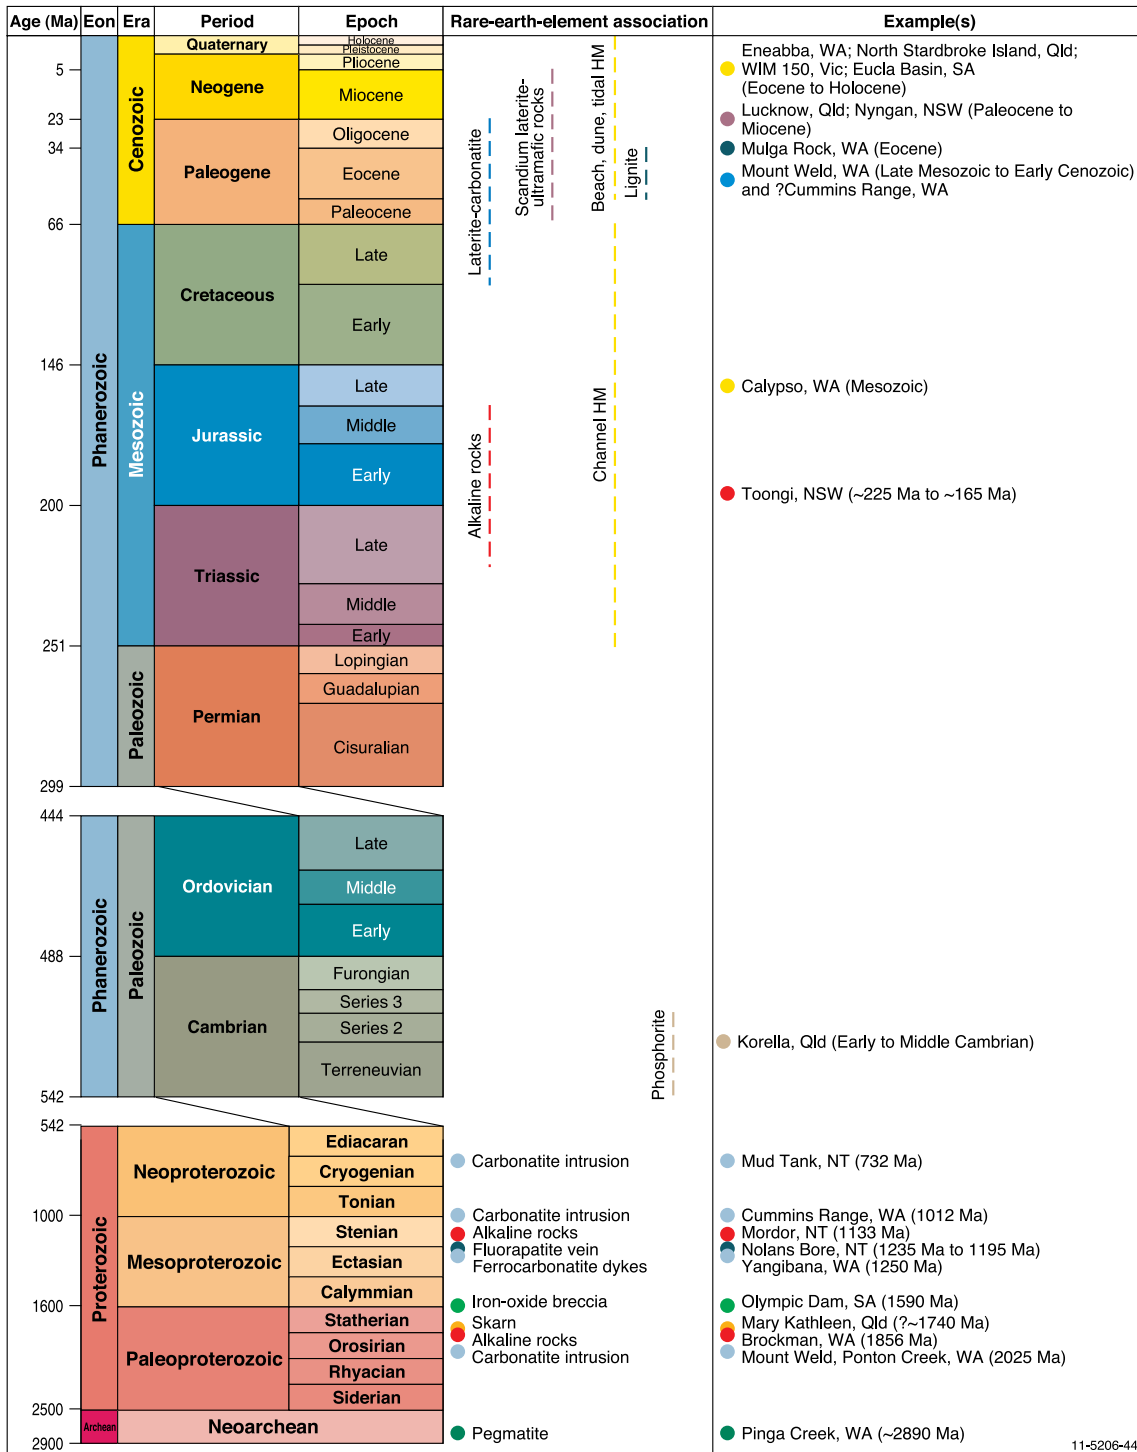 Age (Ma) Eon Era Period Epoch Rare-earth-element association Example(s)
Phanerozoic
Cenozoic
Quaternary
Holocene
Pleistocene
Neogene
Pliocene
5
Miocene
23
Paleogene
Oligocene
34
Eocene
Paleocene
66
Mesozoic
Cretaceous
Late
Early
146
Jurassic
Late
Middle
Early
200
Triassic
Late
Middle
Early
251
Paleozoic
Permian
Lopingian
Guadalupian
Cisuralian
299
Laterite-carbonatite
Scandium laterite-
ultramafic rocks
Beach, dune, tidal HM
Lignite
Alkaline rocks
Channel HM
Eneabba, WA; North Stardbroke Island, Qld;
WIM 150, Vic; Eucla Basin, SA
(Eocene to Holocene)
Lucknow, Qld; Nyngan, NSW (Paleocene to
Miocene)
Mulga Rock, WA (Eocene)
Mount Weld, WA (Late Mesozoic to Early Cenozoic)
and ?Cummins Range, WA
Calypso, WA (Mesozoic)
Toongi, NSW (~225 Ma to ~165 Ma)
444
Phanerozoic
Paleozoic
Ordovician
Late
Middle
Early
488
Cambrian
Furongian
Series 3
Series 2
Terreneuvian
542
Phosphorite
Korella, Qld (Early to Middle Cambrian)
542
Proterozoic
Neoproterozoic
Ediacaran
Cryogenian
Tonian
1000
Mesoproterozoic
Stenian
Ectasian
Calymmian
1600
Paleoproterozoic
Statherian
Orosirian
Rhyacian
Siderian
2500
Archean
Neoarchean
2900
Carbonatite intrusion
Mud Tank, NT (732 Ma)
Carbonatite intrusion
Cummins Range, WA (1012 Ma)
Alkaline rocks
Mordor, NT (1133 Ma)
Fluorapatite vein
Nolans Bore, NT (1235 Ma to 1195 Ma)
Ferrocarbonatite dykes
Yangibana, WA (1250 Ma)
Iron-oxide breccia
Olympic Dam, SA (1590 Ma)
Skarn
Mary Kathleen, Qld (?~1740 Ma)
Alkaline rocks
Brockman, WA (1856 Ma)
Carbonatite intrusion
Mount Weld, Ponton Creek, WA (2025 Ma)
Pegmatite
Pinga Creek, WA (~2890 Ma)
11-5206-44